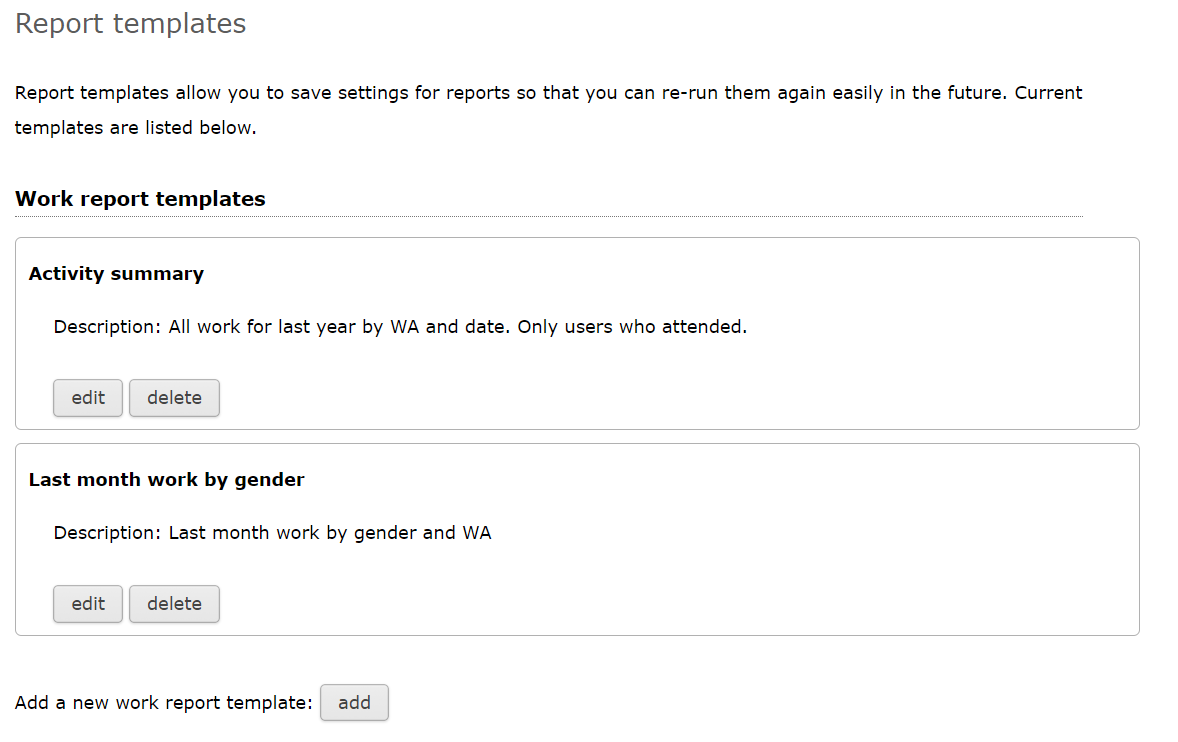 Report templates
Report templates allow you to save settings for reports so that you can re-run them again easily in the future. Current
templates are listed below.
Work report templates
Activity summary
Description: All work for last year by WA and date. Only users who attended.
edit delete
Last month work by gender
Description: Last month work by gender and WA
edit delete
Add a new work report template: add